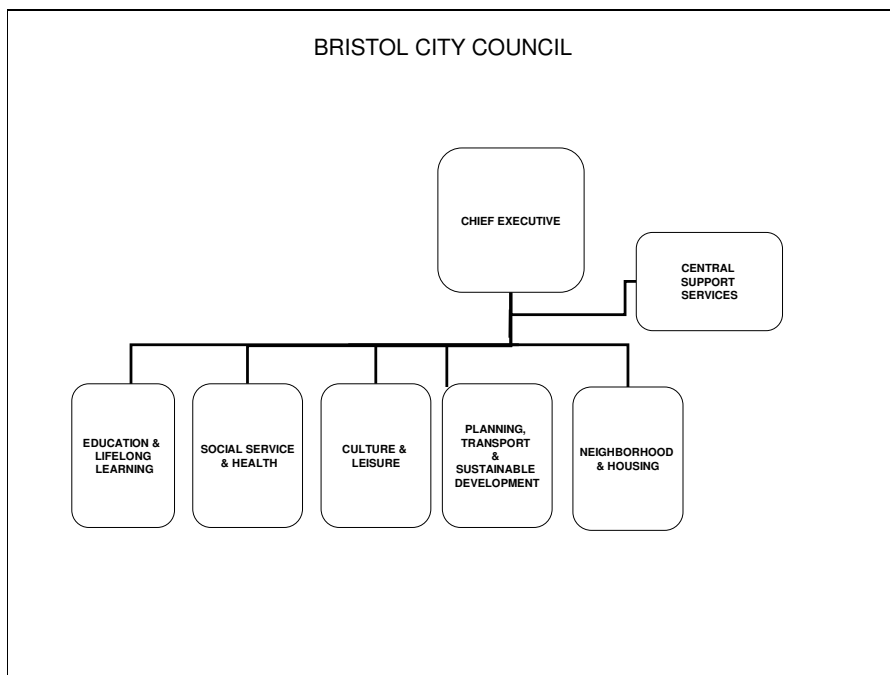 BRISTOL CITY COUNCIL
CHIEF EXECUTIVE
CENTRAL
SUPPORT
SERVICES
EDUCATION &
LIFELONG
LEARNING
SOCIAL SERVICE
& HEALTH
CULTURE &
LEISURE
PLANNING,
TRANSPORT
&
SUSTAINABLE
DEVELOPMENT
NEIGHBORHOOD
& HOUSING